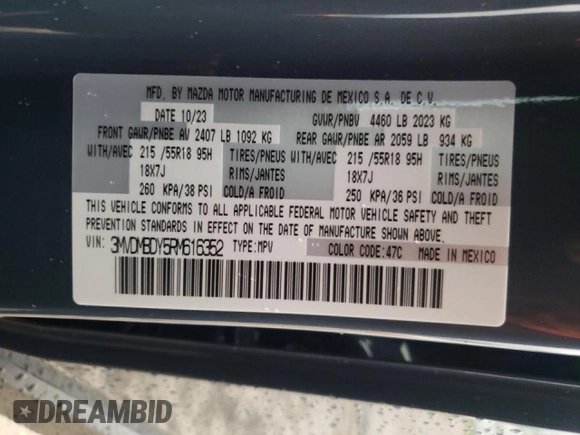 MFD. BY MAZDA MOTOR MANUFACTURING DE MEXICO S.A. DE C.V.
DATE 10/23 GVWR/PNBV 4460 LB 2023 KG
FRONT GAWR/PNBE AV 2407 LB 1092 KG REAR GAWR/PNBE AR 2059 LB 934 KG
WITH/AVEC 215 /55R18 95H TIRES/PNEUS WITH/AVEC 215 /55R18 95H TIRES/PNEUS
18X7J RIMS/JANTES 18X7J RIMS/JANTES
260 KPA/38 PSI COLD/A FROID 250 KPA/36 PSI COLD/A FROID
THIS VEHICLE CONFORMS TO ALL APPLICABLE FEDERAL MOTOR VEHICLE SAFETY AND THEFT
PREVENTION STANDARDS IN EFFECT ON THE DATE OF MANUFACTURE SHOWN ABOVE.
VIN: 3MVDMBDY5RM616352 TYPE: MPV COLOR CODE: 47C MADE IN MEXICO
DREAMBID